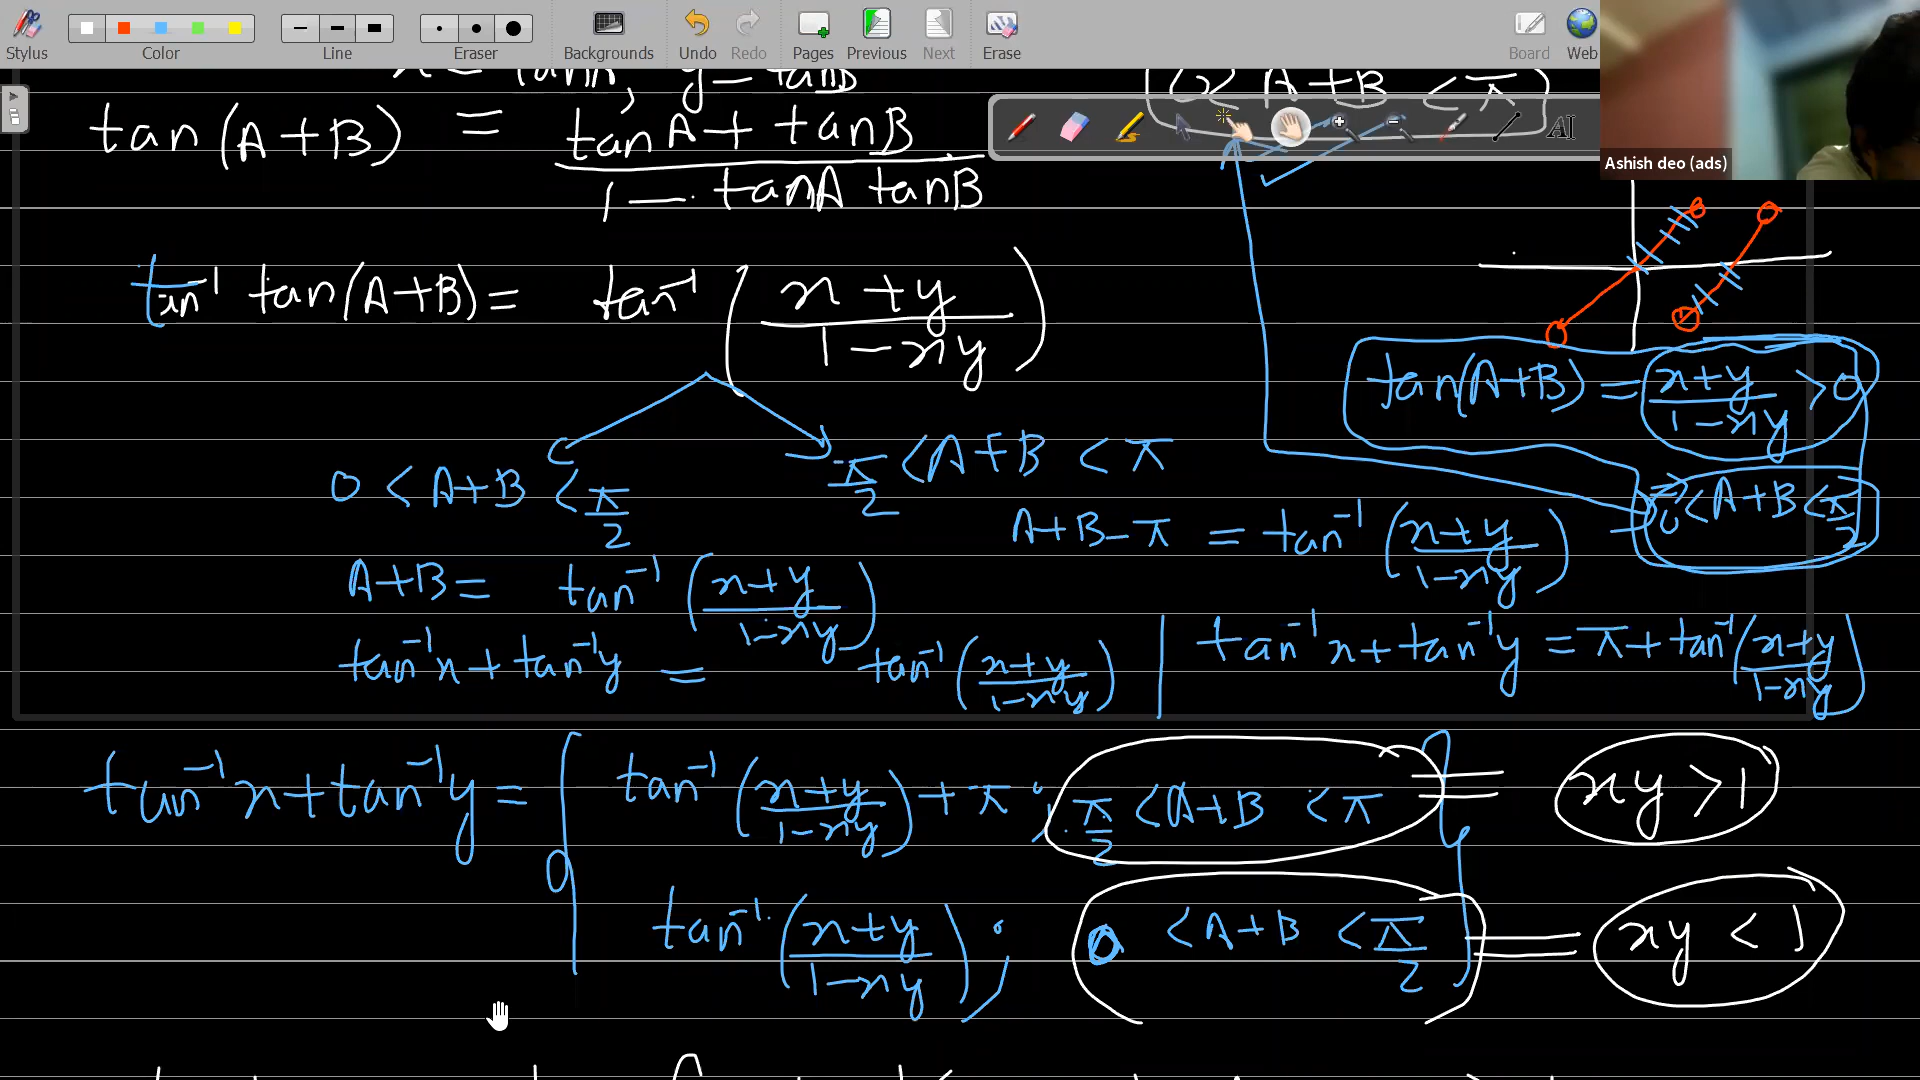 Stylus Color Line Eraser Backgrounds Undo Redo Pages Previous Next Erase Board Web
Ashish deo (ads)
x = tanA, y = tanB
0 < A+B < π
tan(A+B) = (tanA + tanB)/(1 - tanA tanB)
tan⁻¹ tan(A+B) = tan⁻¹((x+y)/(1-xy))
tan(A+B) = (x+y)/(1-xy) > 0
⇒ 0 < A+B < π/2
0 < A+B < π/2
π/2 < A+B < π
A+B-π = tan⁻¹((x+y)/(1-xy))
A+B = tan⁻¹((x+y)/(1-xy))
tan⁻¹x + tan⁻¹y = tan⁻¹((x+y)/(1-xy))
tan⁻¹x + tan⁻¹y = π + tan⁻¹((x+y)/(1-xy))
tan⁻¹x + tan⁻¹y =
tan⁻¹((x+y)/(1-xy)) + π ; π/2 < A+B < π = xy > 1
tan⁻¹((x+y)/(1-xy)) ; 0 < A+B < π/2 = xy < 1